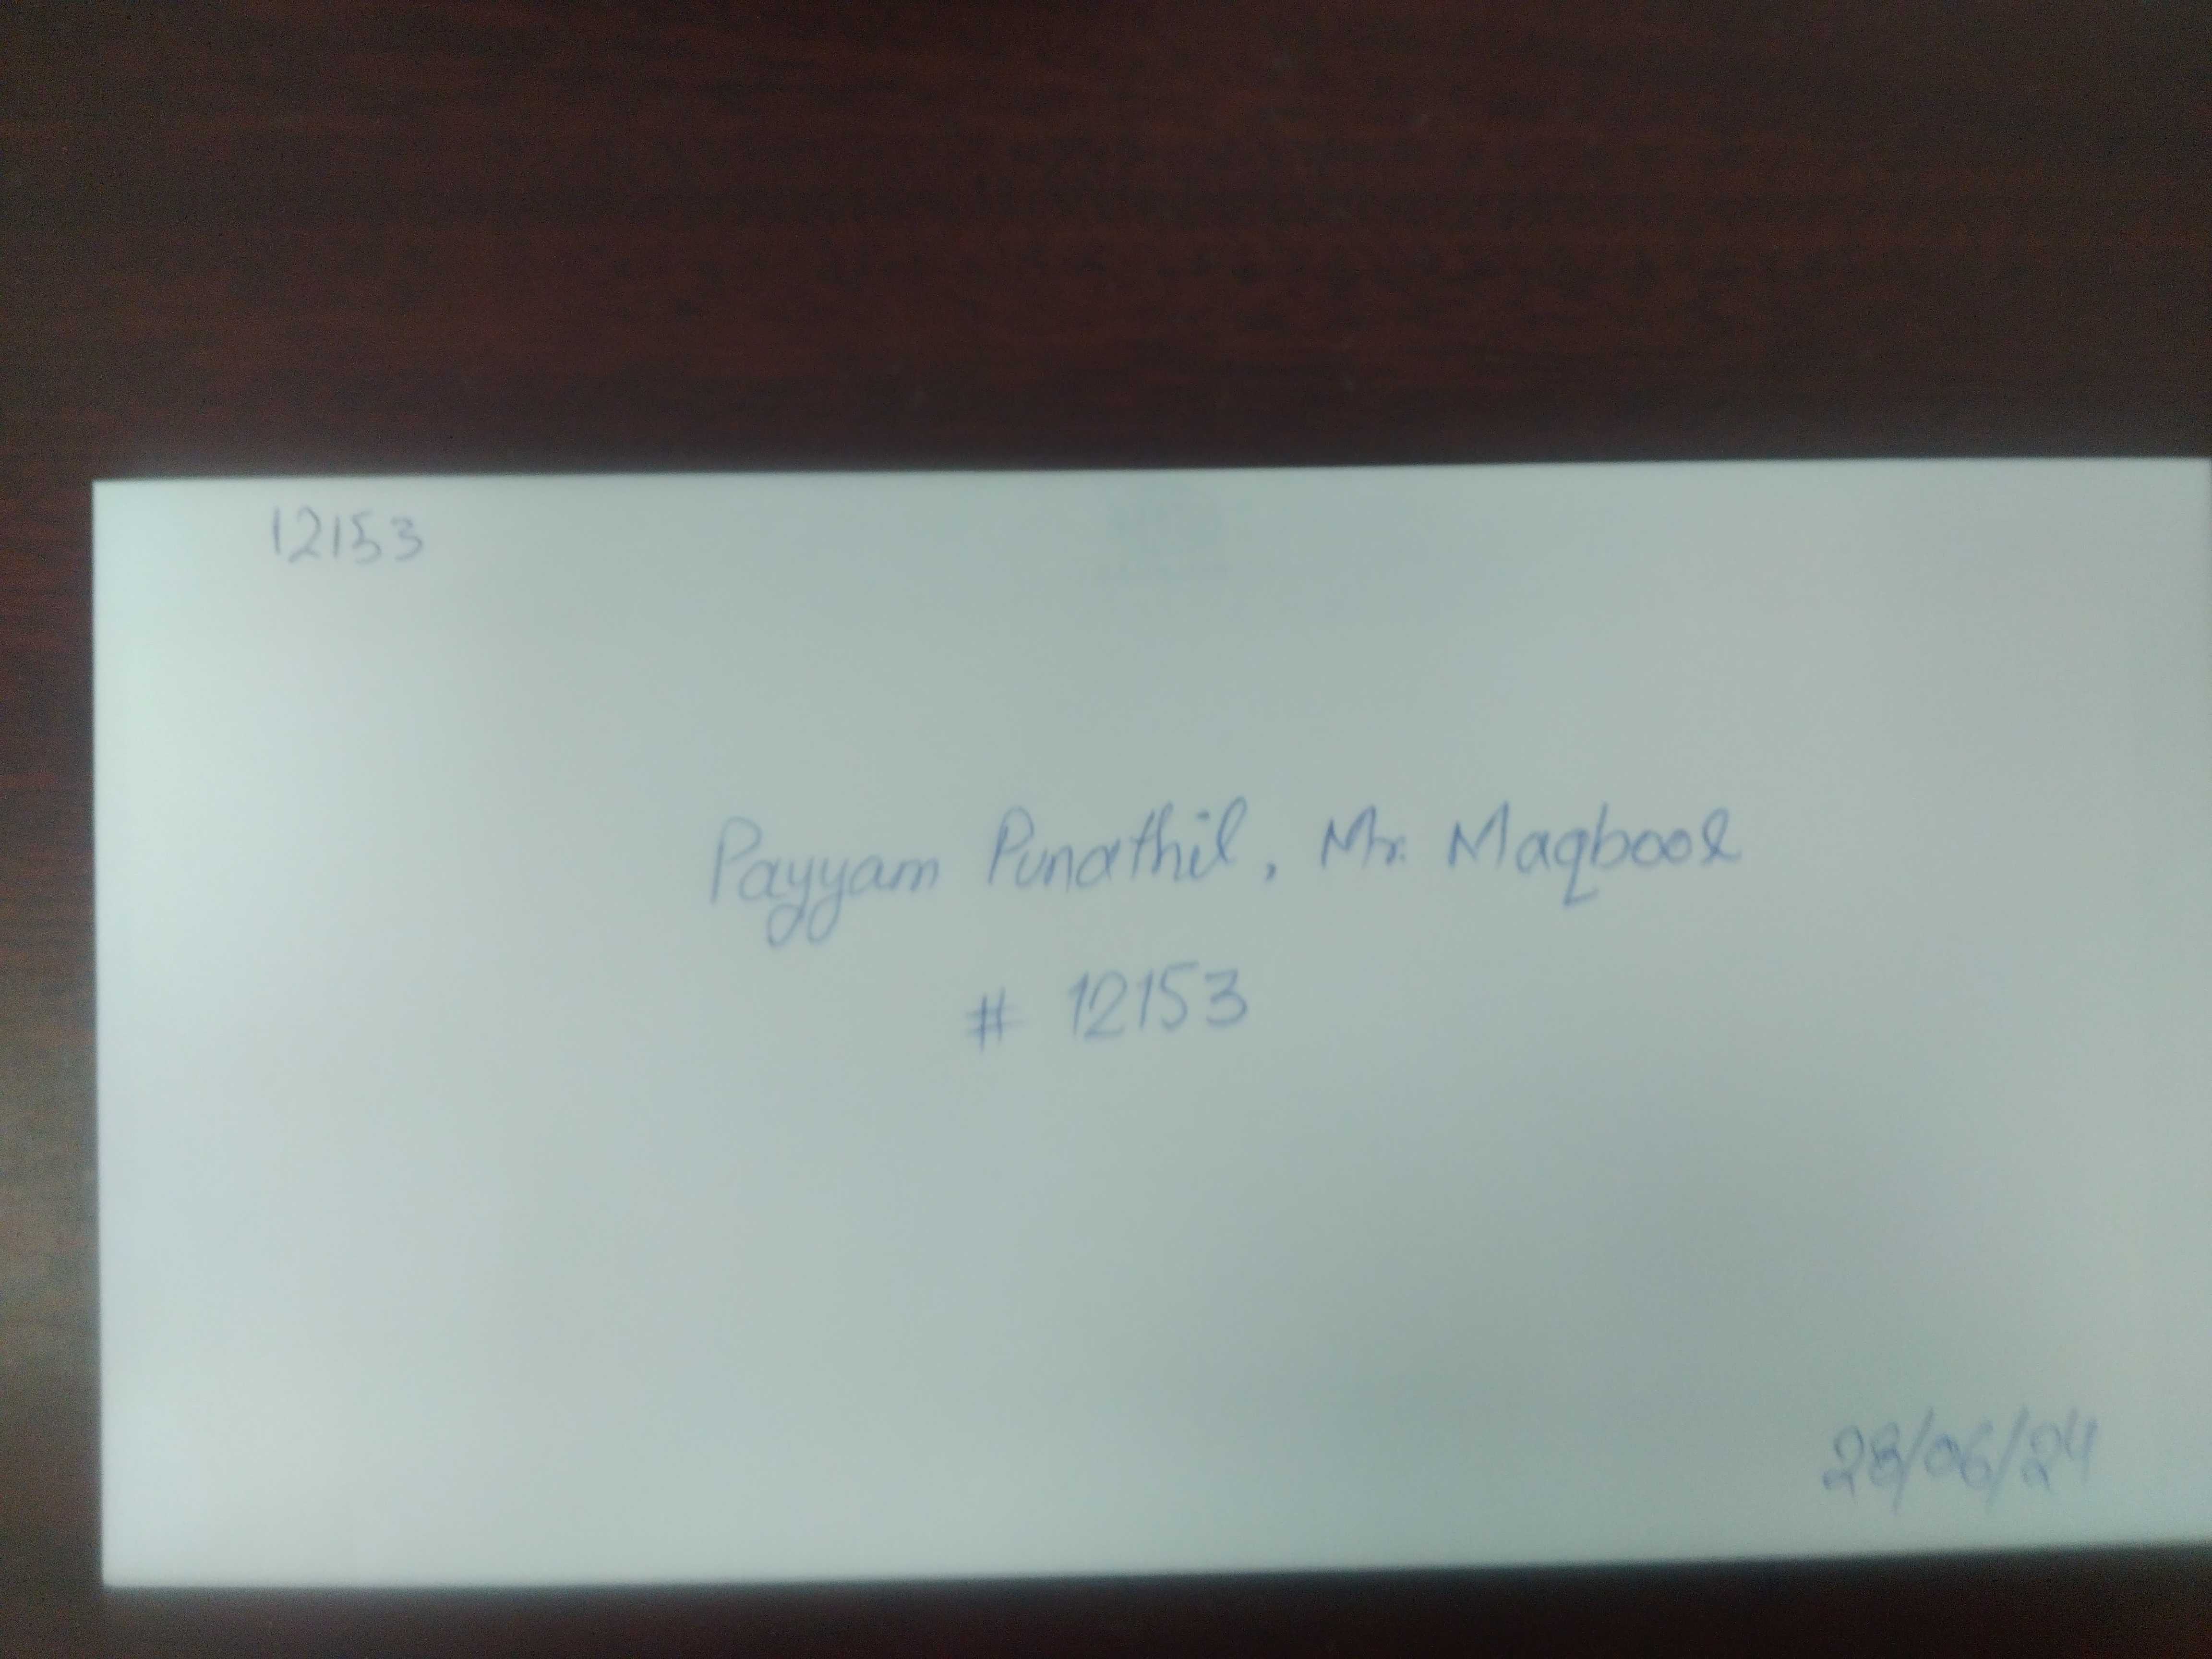 12153
Payyam Punathil, Mr. Maqbool
# 12153
28/06/24